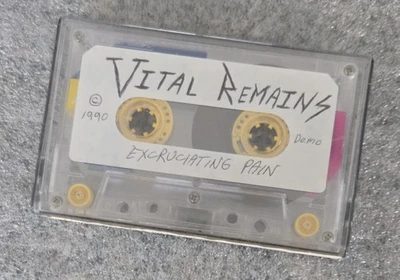 VITAL REMAINS
© 1990
Demo
EXCRUCIATING PAIN